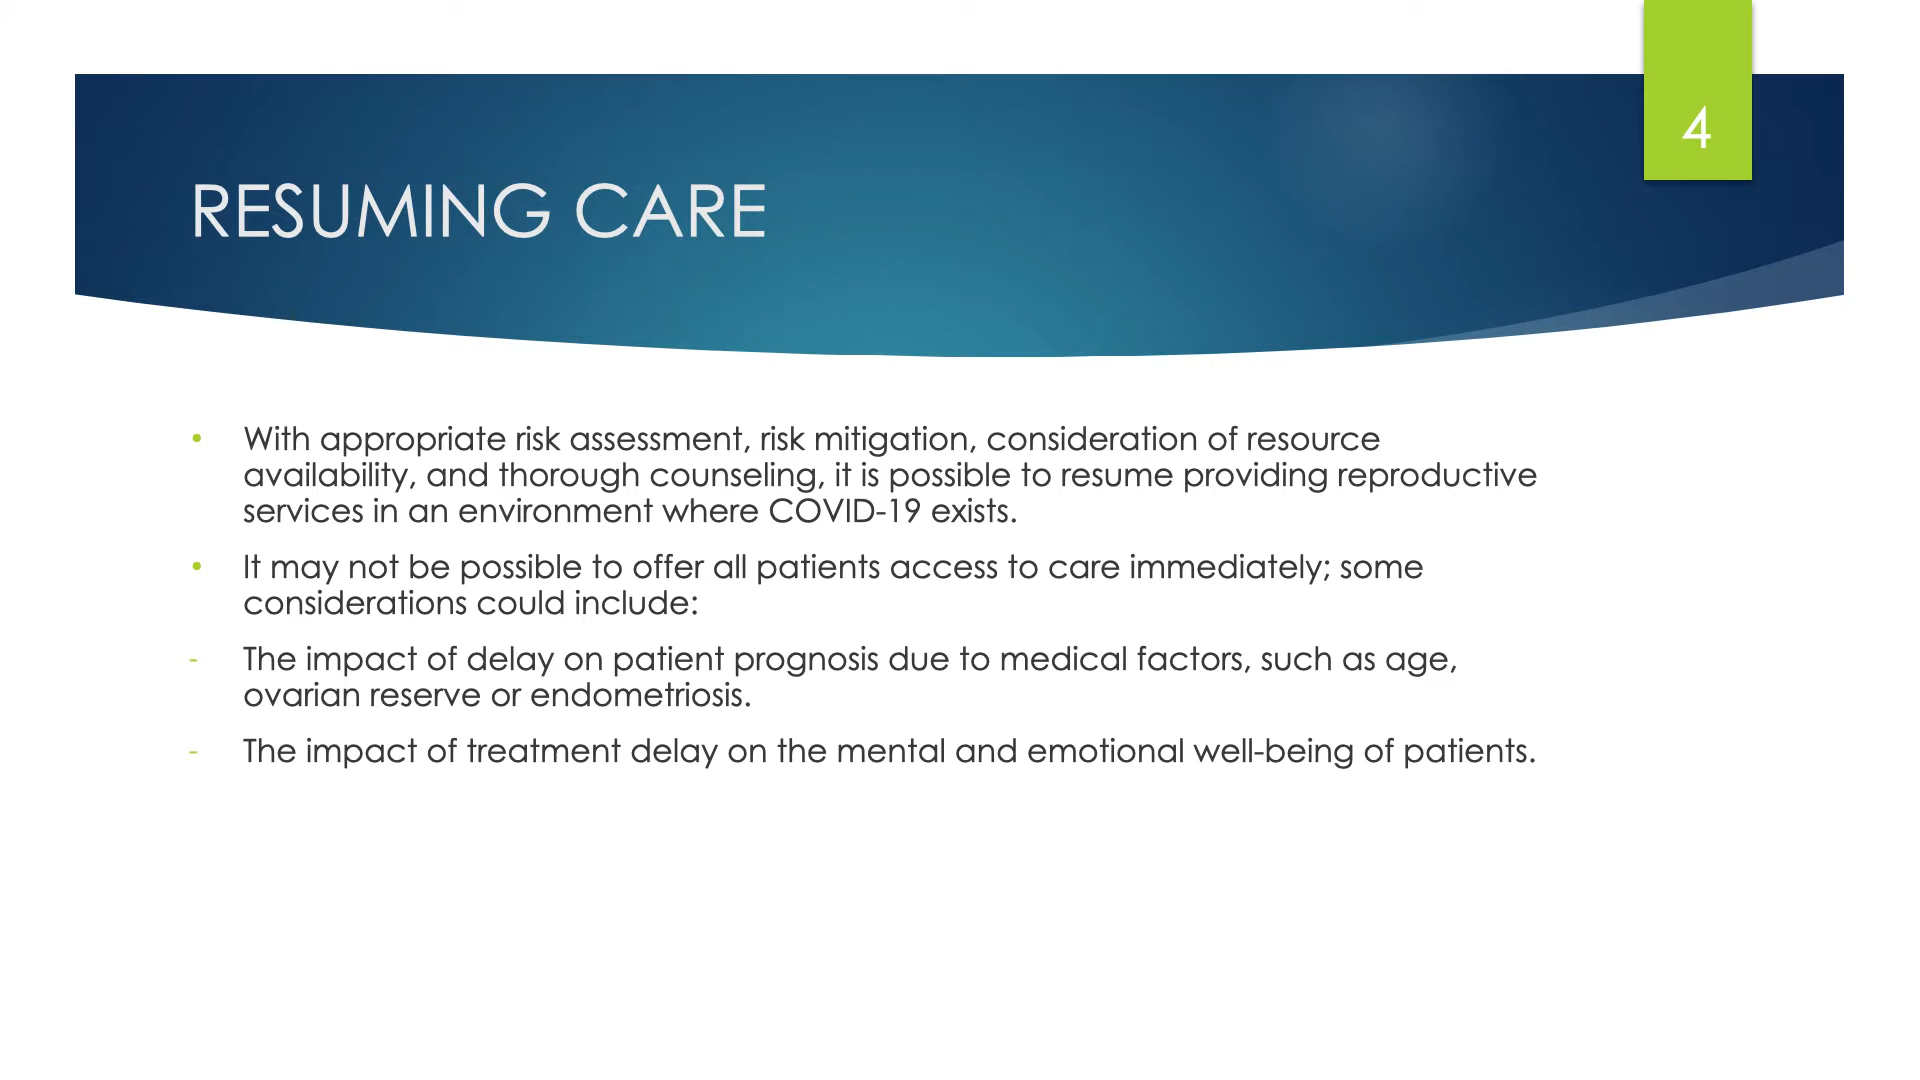 4
RESUMING CARE
• With appropriate risk assessment, risk mitigation, consideration of resource
availability, and thorough counseling, it is possible to resume providing reproductive
services in an environment where COVID-19 exists.
• It may not be possible to offer all patients access to care immediately; some
considerations could include:
- The impact of delay on patient prognosis due to medical factors, such as age,
ovarian reserve or endometriosis.
- The impact of treatment delay on the mental and emotional well-being of patients.